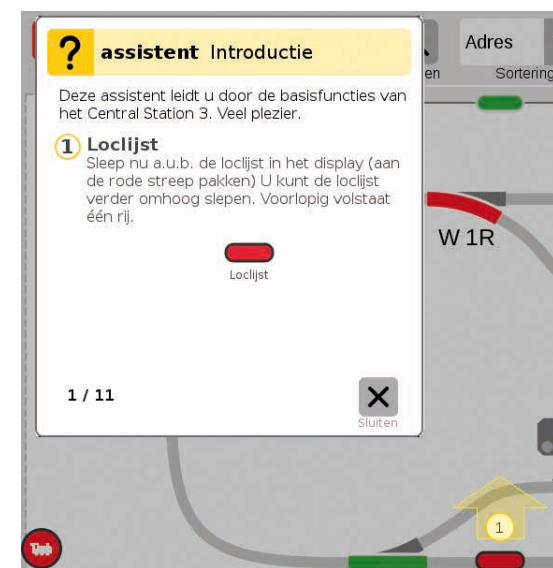 ? assistent Introductie
Deze assistent leidt u door de basisfuncties van
het Central Station 3. Veel plezier.
1 Loclijst
Sleep nu a.u.b. de loclijst in het display (aan
de rode streep pakken) U kunt de loclijst
verder omhoog slepen. Voorlopig volstaat
één rij.
Loclijst
1 / 11
Sluiten
Adres
en
Sortering
W 1R
1